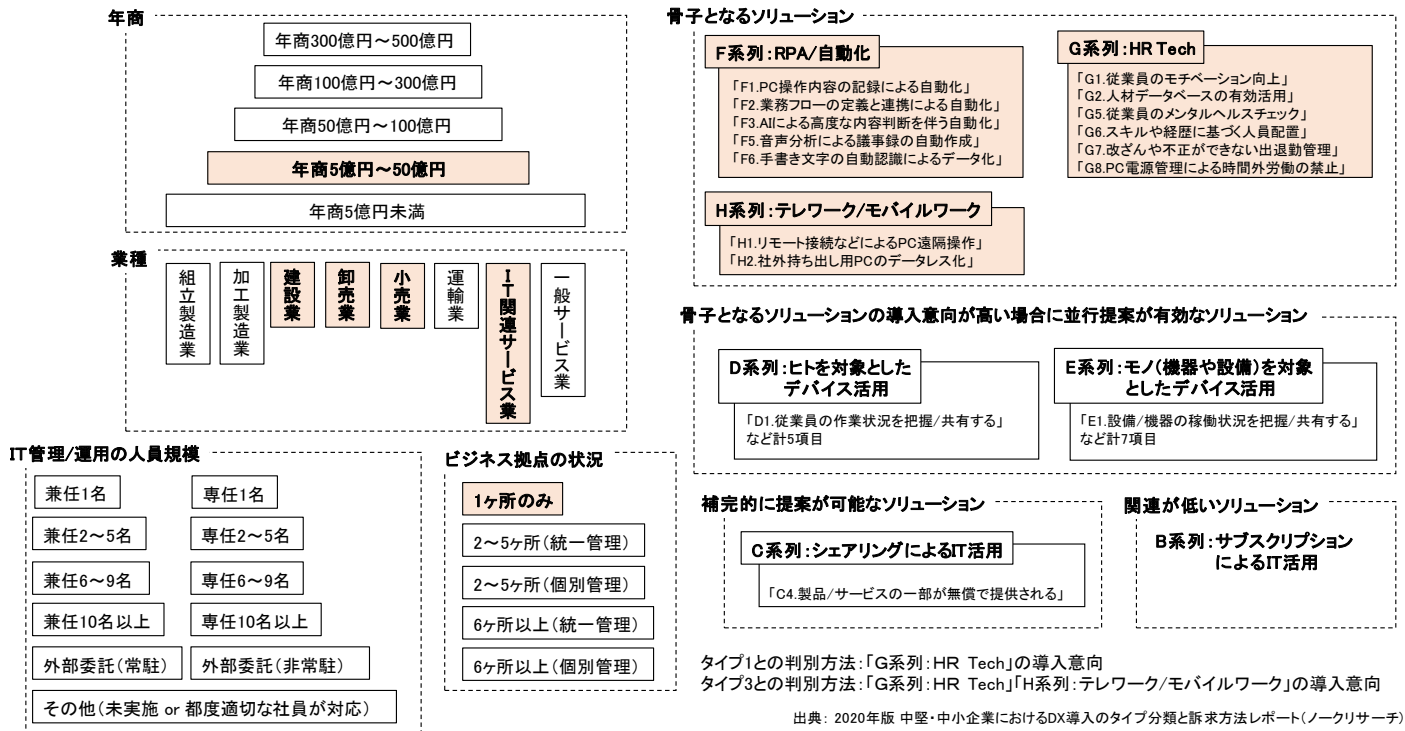 年商
年商300億円～500億円
年商100億円～300億円
年商50億円～100億円
年商5億円～50億円
年商5億円未満
業種
組立製造業
加工製造業
建設業
卸売業
小売業
運輸業
IT関連サービス業
一般サービス業
IT管理/運用の人員規模
兼任1名
専任1名
兼任2～5名
専任2～5名
兼任6～9名
専任6～9名
兼任10名以上
専任10名以上
外部委託(常駐)
外部委託(非常駐)
その他(未実施 or 都度適切な社員が対応)
ビジネス拠点の状況
1ヶ所のみ
2～5ヶ所(統一管理)
2～5ヶ所(個別管理)
6ヶ所以上(統一管理)
6ヶ所以上(個別管理)
骨子となるソリューション
F系列:RPA/自動化
「F1.PC操作内容の記録による自動化」
「F2.業務フローの定義と連携による自動化」
「F3.AIによる高度な内容判断を伴う自動化」
「F5.音声分析による議事録の自動作成」
「F6.手書き文字の自動認識によるデータ化」
G系列:HR Tech
「G1.従業員のモチベーション向上」
「G2.人材データベースの有効活用」
「G5.従業員のメンタルヘルスチェック」
「G6.スキルや経歴に基づく人員配置」
「G7.改ざんや不正ができない出退勤管理」
「G8.PC電源管理による時間外労働の禁止」
H系列:テレワーク/モバイルワーク
「H1.リモート接続などによるPC遠隔操作」
「H2.社外持ち出し用PCのデータレス化」
骨子となるソリューションの導入意向が高い場合に並行提案が有効なソリューション
D系列:ヒトを対象とした
デバイス活用
「D1.従業員の作業状況を把握/共有する」
など計5項目
E系列:モノ(機器や設備)を対象
としたデバイス活用
「E1.設備/機器の稼働状況を把握/共有する」
など計7項目
補完的に提案が可能なソリューション
C系列:シェアリングによるIT活用
「C4.製品/サービスの一部が無償で提供される」
関連が低いソリューション
B系列:サブスクリプション
によるIT活用
タイプ1との判別方法:「G系列:HR Tech」の導入意向
タイプ3との判別方法:「G系列:HR Tech」「H系列:テレワーク/モバイルワーク」の導入意向
出典: 2020年版 中堅・中小企業におけるDX導入のタイプ分類と訴求方法レポート(ノークリサーチ)